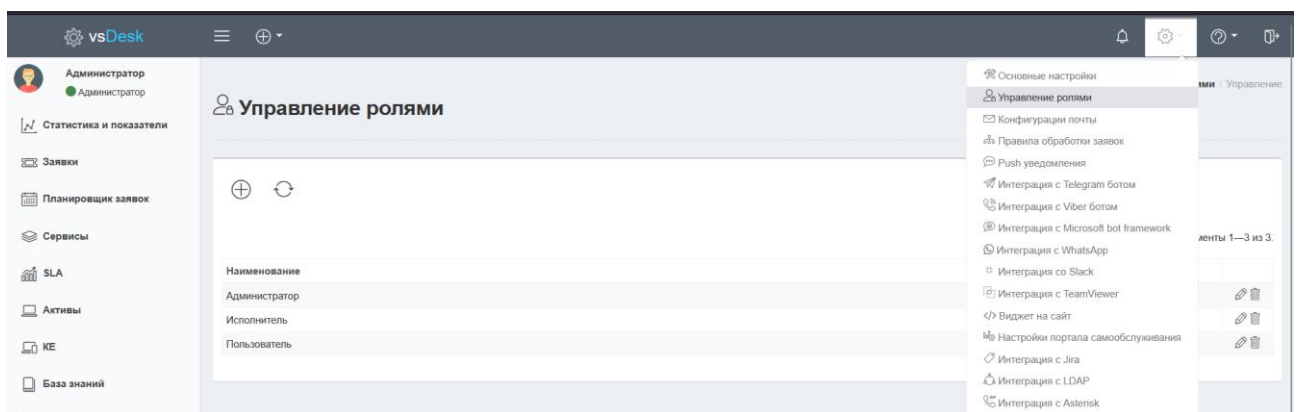 vsDesk
Администратор
Администратор
Статистика и показатели
Заявки
Планировщик заявок
Сервисы
SLA
Активы
КЕ
База знаний
Управление ролями
Управление
Наименование
Администратор
Исполнитель
Пользователь
1—3 из 3.
Основные настройки
Управление ролями
Конфигурации почты
Правила обработки заявок
Push уведомления
Интеграция с Telegram ботом
Интеграция с Viber ботом
Интеграция с Microsoft bot framework
Интеграция с WhatsApp
Интеграция со Slack
Интеграция с TeamViewer
Виджет на сайт
Настройки портала самообслуживания
Интеграция с Jira
Интеграция с LDAP
Интеграция с Asterisk